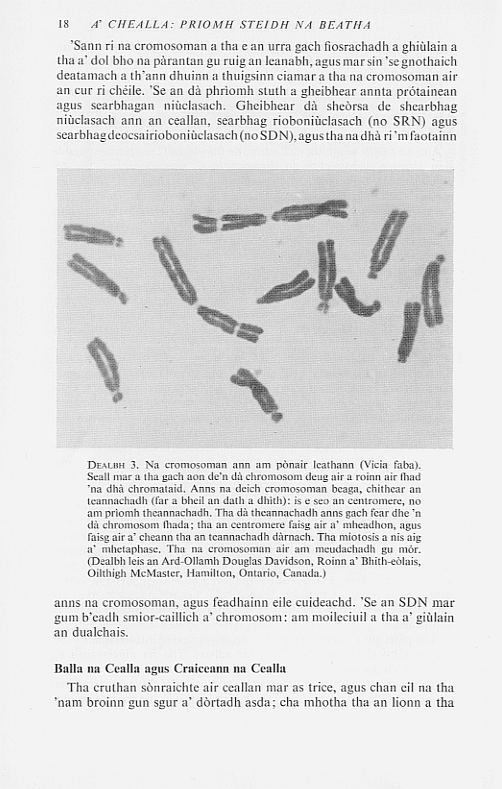 18 A' CHEALLA: PRIOMH STEIDH NA BEATHA
'Sann ri na cromosoman a tha e an urra gach fiosrachadh a ghiùlain a
tha a' dol bho na pàrantan gu ruig an leanabh, agus mar sin 'se gnothaich
deatamach a th'ann dhuinn a thuigsinn ciamar a tha na cromosoman air
an cur ri chéile. 'Se an dà phrìomh stuth a gheibhear annta prótainean
agus searbhagan niùclasach. Gheibhear dà sheòrsa de shearbhag
niùclasach ann an ceallan, searbhag rioboniùclasach (no SRN) agus
searbhag deocsairioboniùclasach (no SDN), agus tha na dhà ri 'm faotainn
DEALBH 3. Na cromosoman ann am pònair leathann (Vicia faba).
Seall mar a tha gach aon de'n dà chromosom deug air a roinn air fhad
'na dhà chromataid. Anns na deich cromosoman beaga, chithear an
teannachadh (far a bheil an dath a dhìth): is e seo an centromere, no
am prìomh theannachadh. Tha dà theannachadh anns gach fear dhe 'n
dà chromosom fhada; tha an centromere faisg air a' mheadhon, agus
faisg air a' cheann tha an teannachadh dàrnach. Tha miotosis a nis aig
a' mhetaphase. Tha na cromosoman air am meudachadh gu mór.
(Dealbh leis an Ard-Ollamh Douglas Davidson, Roinn a' Bhith-eòlais,
Oilthigh McMaster, Hamilton, Ontario, Canada.)
anns na cromosoman, agus feadhainn eile cuideachd. 'Se an SDN mar
gum b'eadh smior-caillich a' chromosom: am moileciuil a tha a' giùlain
an dualchais.
Balla na Cealla agus Craiceann na Cealla
Tha cruthan sònraichte air ceallan mar as trice, agus chan eil na tha
'nam broinn gun sgur a' dòrtadh asda; cha mhotha tha an lionn a tha